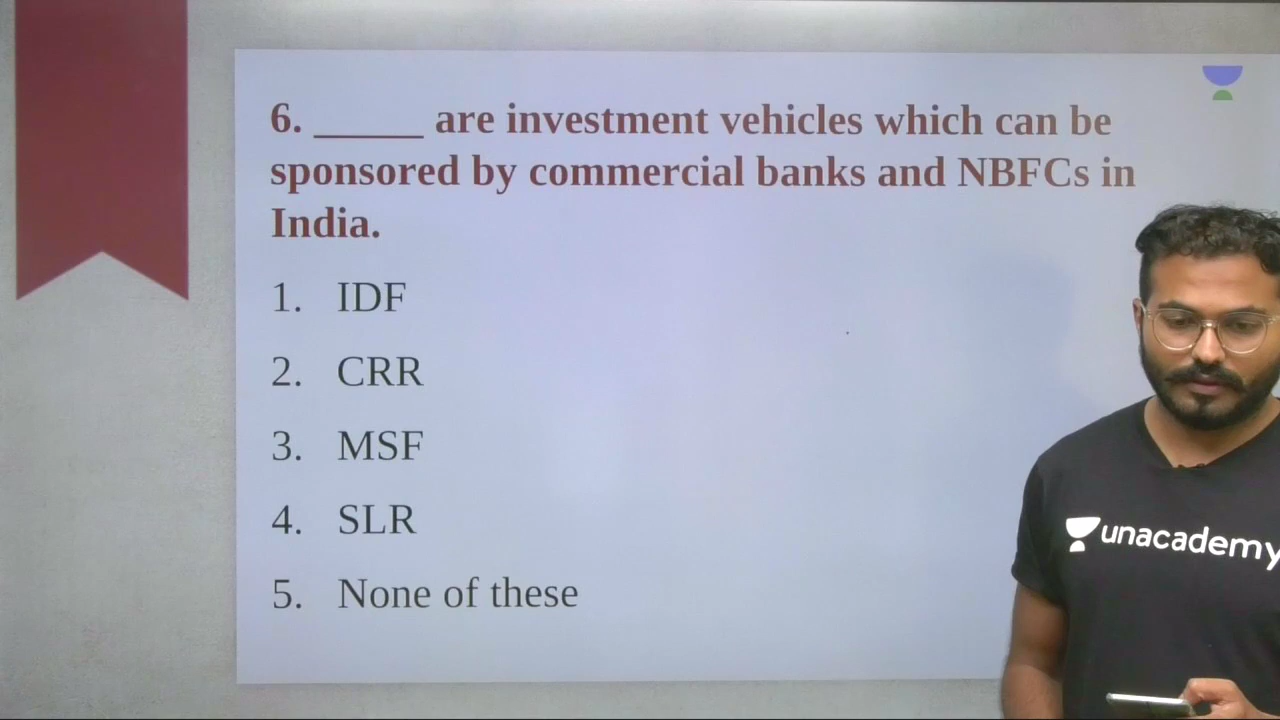 6. _____ are investment vehicles which can be
sponsored by commercial banks and NBFCs in
India.
1. IDF
2. CRR
3. MSF
4. SLR
5. None of these
unacademy